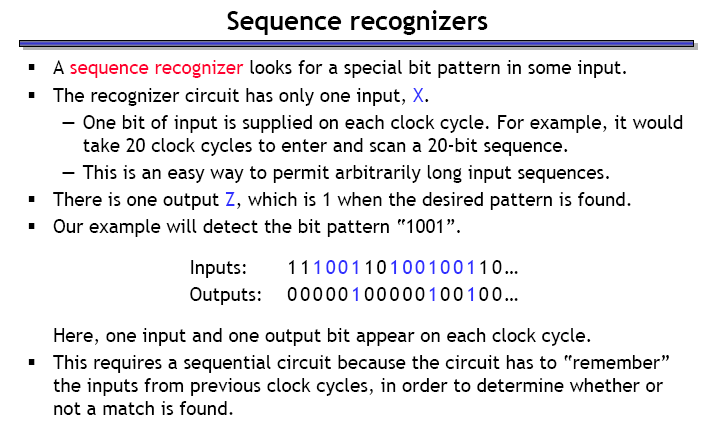 Sequence recognizers
▪ A sequence recognizer looks for a special bit pattern in some input.
▪ The recognizer circuit has only one input, X.
— One bit of input is supplied on each clock cycle. For example, it would
take 20 clock cycles to enter and scan a 20-bit sequence.
— This is an easy way to permit arbitrarily long input sequences.
▪ There is one output Z, which is 1 when the desired pattern is found.
▪ Our example will detect the bit pattern “1001”.
Inputs: 11100110100100110…
Outputs: 00000100000100100…
Here, one input and one output bit appear on each clock cycle.
▪ This requires a sequential circuit because the circuit has to “remember”
the inputs from previous clock cycles, in order to determine whether or
not a match is found.